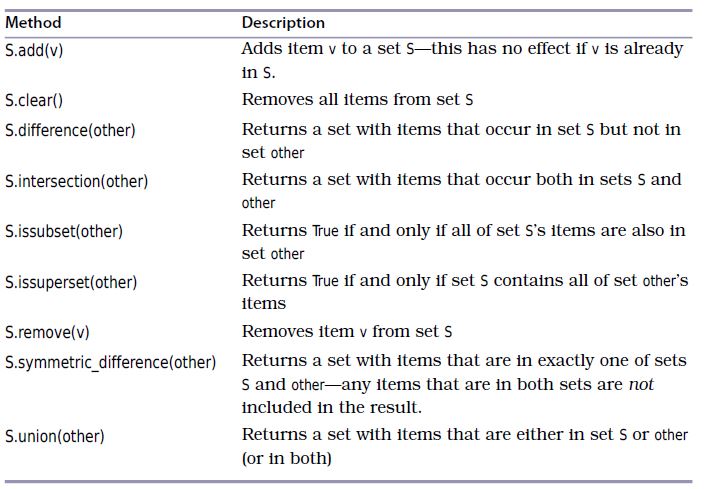 Method Description
S.add(v) Adds item v to a set S—this has no effect if v is already
in S.
S.clear() Removes all items from set S
S.difference(other) Returns a set with items that occur in set S but not in
set other
S.intersection(other) Returns a set with items that occur both in sets S and
other
S.issubset(other) Returns True if and only if all of set S's items are also in
set other
S.issuperset(other) Returns True if and only if set S contains all of set other's
items
S.remove(v) Removes item v from set S
S.symmetric_difference(other) Returns a set with items that are in exactly one of sets
S and other—any items that are in both sets are not
included in the result.
S.union(other) Returns a set with items that are either in set S or other
(or in both)